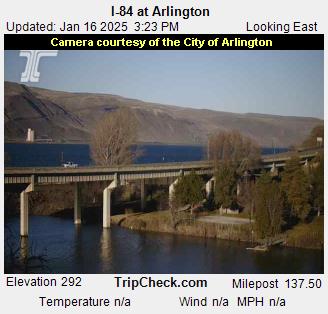 I-84 at Arlington
Updated: Jan 16 2025 3:23 PM Looking East
Camera courtesy of the City of Arlington
Elevation 292 TripCheck.com Milepost 137.50
Temperature n/a Wind n/a MPH n/a